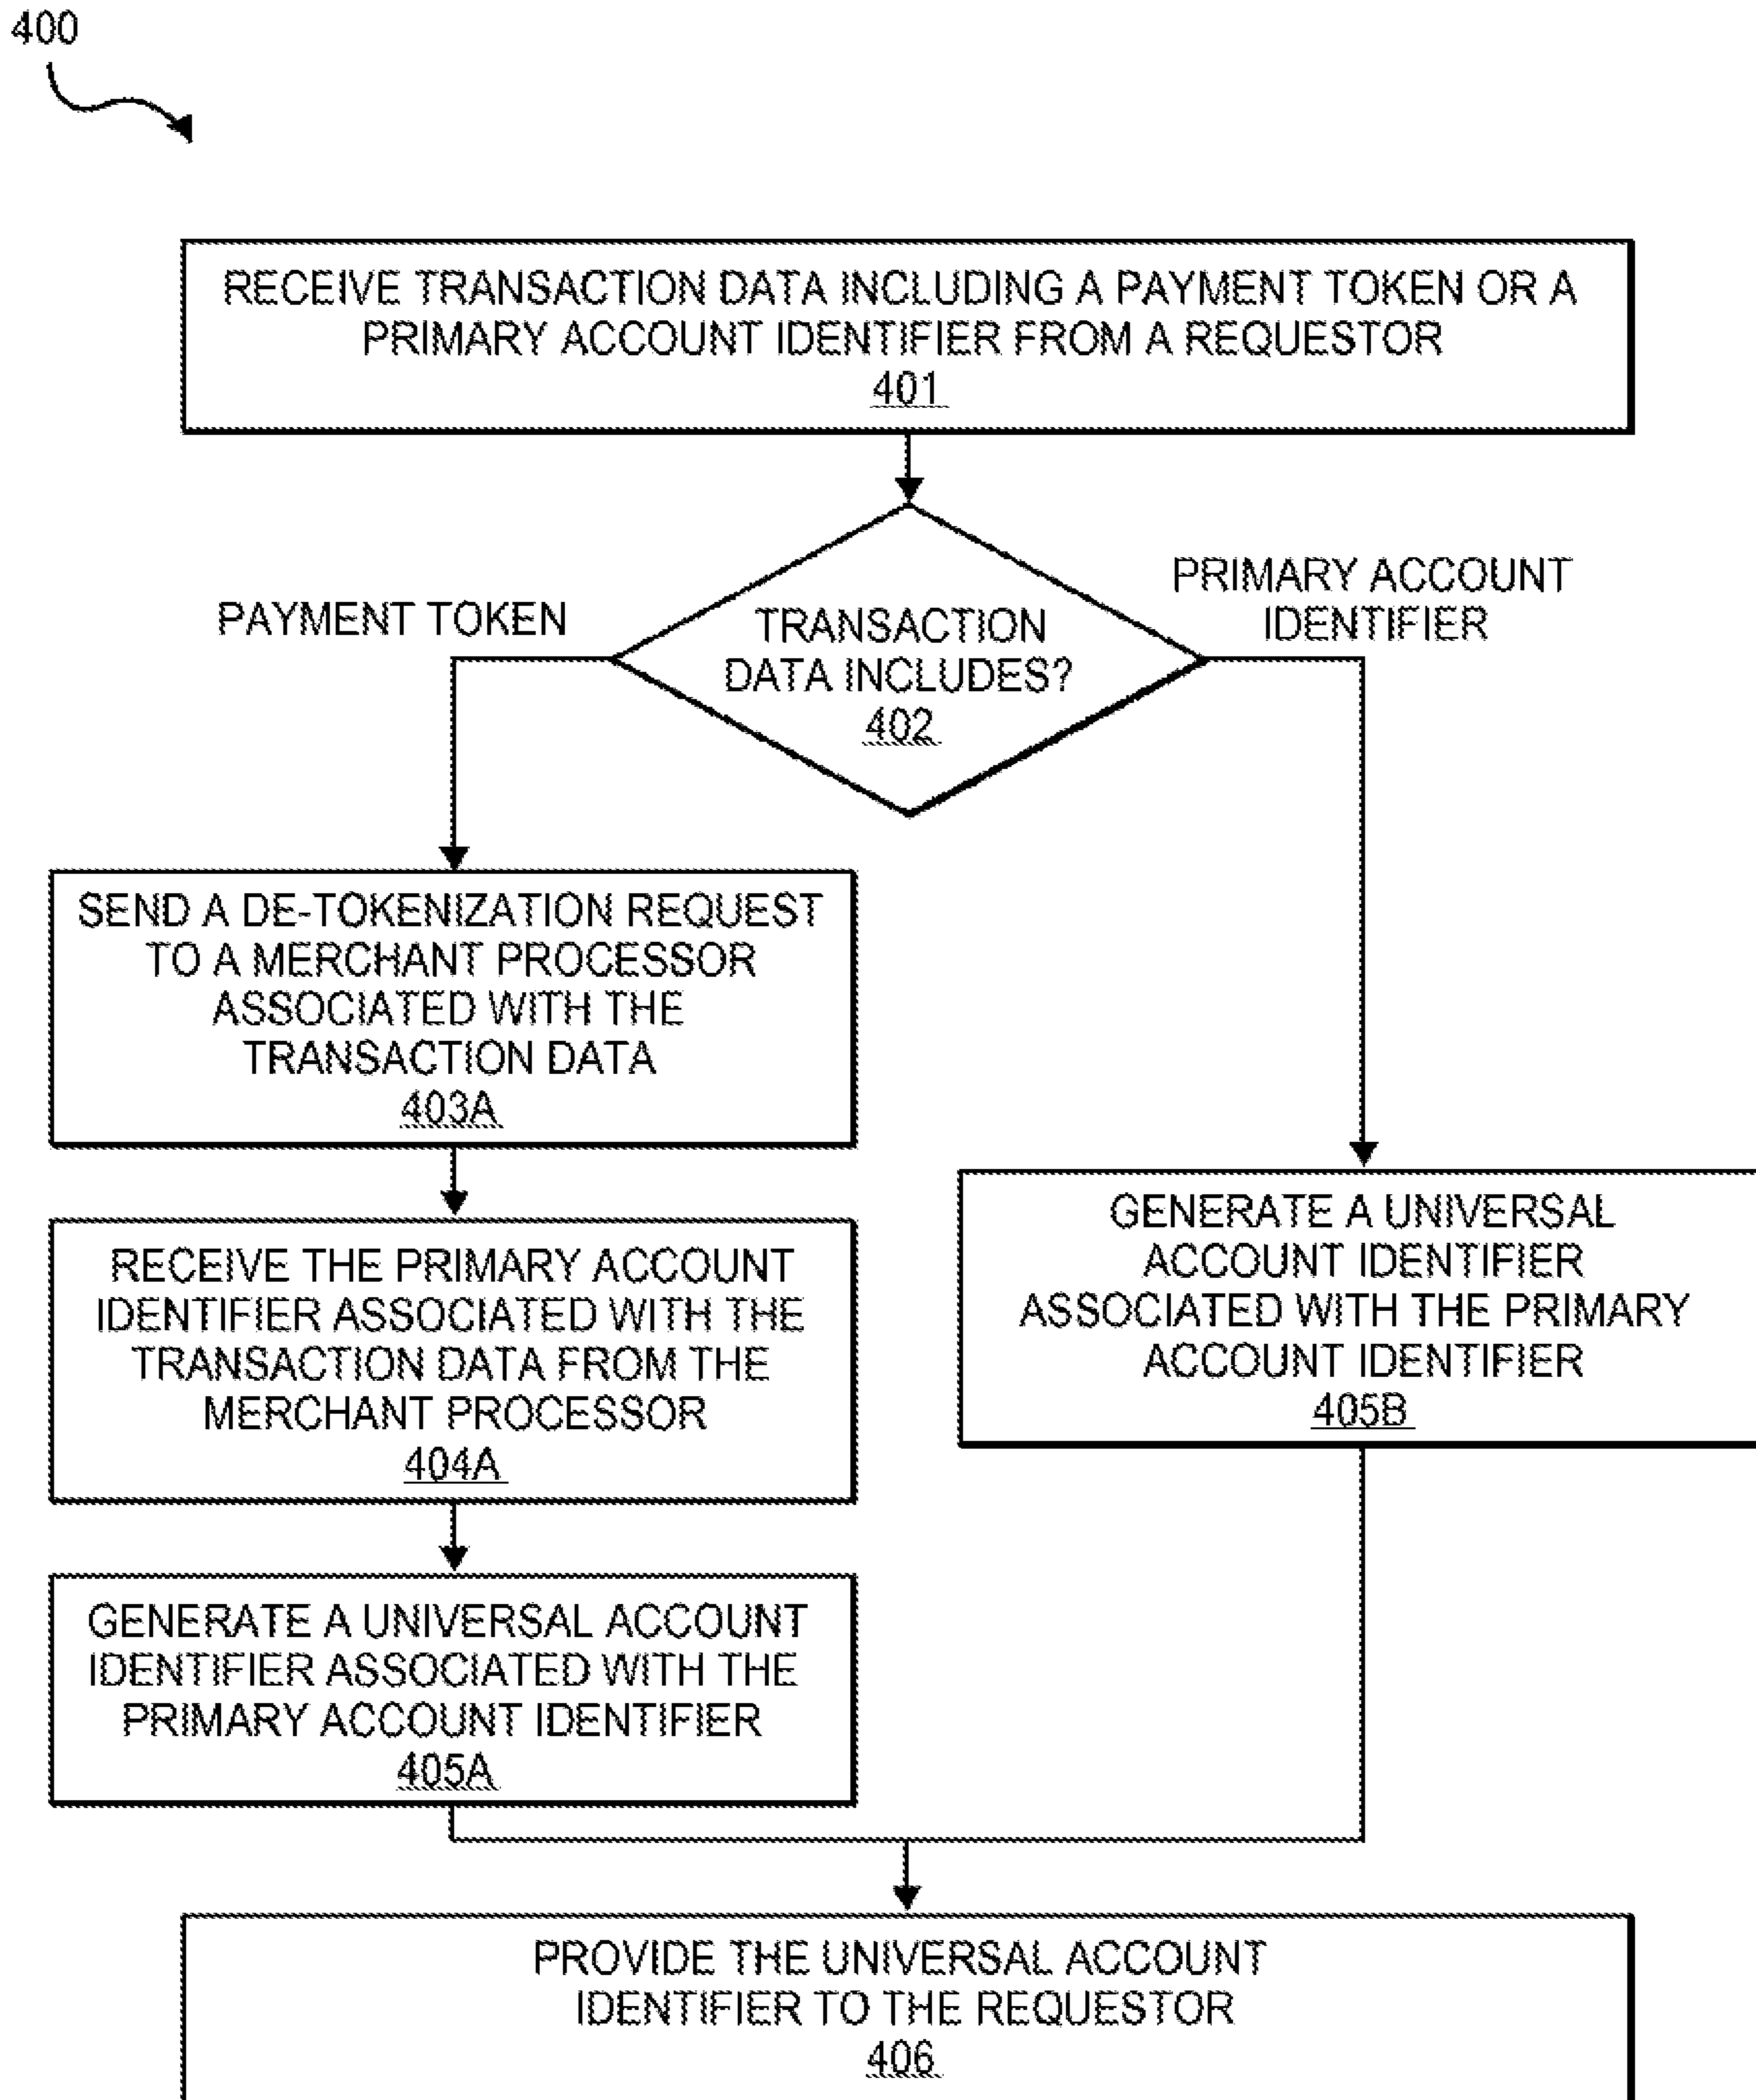 400
RECEIVE TRANSACTION DATA INCLUDING A PAYMENT TOKEN OR A
PRIMARY ACCOUNT IDENTIFIER FROM A REQUESTOR
401
TRANSACTION
DATA INCLUDES?
402
PAYMENT TOKEN
PRIMARY ACCOUNT
IDENTIFIER
SEND A DE-TOKENIZATION REQUEST
TO A MERCHANT PROCESSOR
ASSOCIATED WITH THE
TRANSACTION DATA
403A
RECEIVE THE PRIMARY ACCOUNT
IDENTIFIER ASSOCIATED WITH THE
TRANSACTION DATA FROM THE
MERCHANT PROCESSOR
404A
GENERATE A UNIVERSAL ACCOUNT
IDENTIFIER ASSOCIATED WITH THE
PRIMARY ACCOUNT IDENTIFIER
405A
GENERATE A UNIVERSAL
ACCOUNT IDENTIFIER
ASSOCIATED WITH THE PRIMARY
ACCOUNT IDENTIFIER
405B
PROVIDE THE UNIVERSAL ACCOUNT
IDENTIFIER TO THE REQUESTOR
406